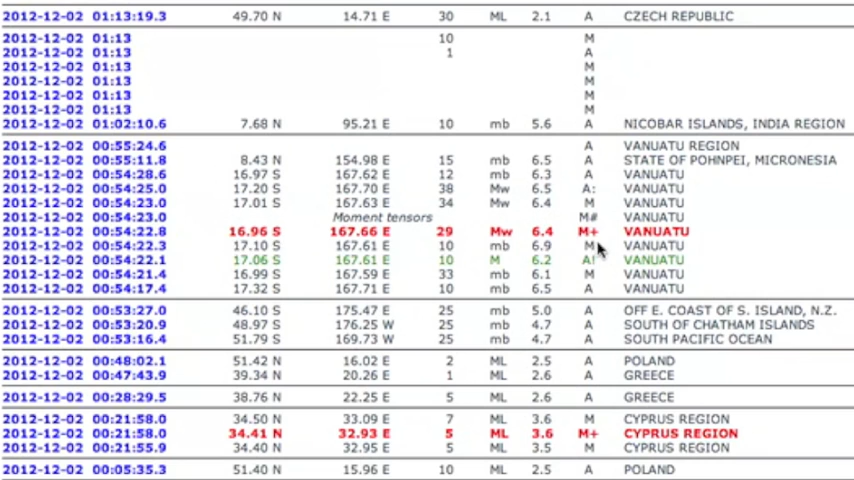 2012-12-02 01:13:19.3 49.70 N 14.71 E 30 ML 2.1 A CZECH REPUBLIC
2012-12-02 01:13 10 M
2012-12-02 01:13 1 A
2012-12-02 01:13 M
2012-12-02 01:13 M
2012-12-02 01:13 M
2012-12-02 01:13 M
2012-12-02 01:02:10.6 7.68 N 95.21 E 10 mb 5.6 A NICOBAR ISLANDS, INDIA REGION
2012-12-02 00:55:24.6 A VANUATU REGION
2012-12-02 00:55:11.8 8.43 N 154.98 E 15 mb 6.5 A STATE OF POHNPEI, MICRONESIA
2012-12-02 00:54:28.6 16.97 S 167.62 E 12 mb 6.3 A VANUATU
2012-12-02 00:54:25.0 17.20 S 167.70 E 38 Mw 6.5 A: VANUATU
2012-12-02 00:54:23.0 17.01 S 167.63 E 34 Mw 6.4 M VANUATU
2012-12-02 00:54:23.0 Moment tensors M# VANUATU
2012-12-02 00:54:22.8 16.96 S 167.66 E 29 Mw 6.4 M+ VANUATU
2012-12-02 00:54:22.3 17.10 S 167.61 E 10 mb 6.9 M VANUATU
2012-12-02 00:54:22.1 17.06 S 167.61 E 10 M 6.2 A! VANUATU
2012-12-02 00:54:21.4 16.99 S 167.59 E 33 mb 6.1 M VANUATU
2012-12-02 00:54:17.4 17.32 S 167.71 E 10 mb 6.5 A VANUATU
2012-12-02 00:53:27.0 46.10 S 175.47 E 25 mb 5.0 A OFF E. COAST OF S. ISLAND, N.Z.
2012-12-02 00:53:20.9 48.97 S 176.25 W 25 mb 4.7 A SOUTH OF CHATHAM ISLANDS
2012-12-02 00:53:16.4 51.79 S 169.73 W 25 mb 4.7 A SOUTH PACIFIC OCEAN
2012-12-02 00:48:02.1 51.42 N 16.02 E 2 ML 2.5 A POLAND
2012-12-02 00:47:43.9 39.34 N 20.26 E 1 ML 2.6 A GREECE
2012-12-02 00:28:29.5 38.76 N 22.25 E 5 ML 2.6 A GREECE
2012-12-02 00:21:58.0 34.50 N 33.09 E 7 ML 3.6 M CYPRUS REGION
2012-12-02 00:21:58.0 34.41 N 32.93 E 5 ML 3.6 M+ CYPRUS REGION
2012-12-02 00:21:55.9 34.40 N 32.95 E 5 ML 3.5 M CYPRUS REGION
2012-12-02 00:05:35.3 51.40 N 15.96 E 10 ML 2.5 A POLAND